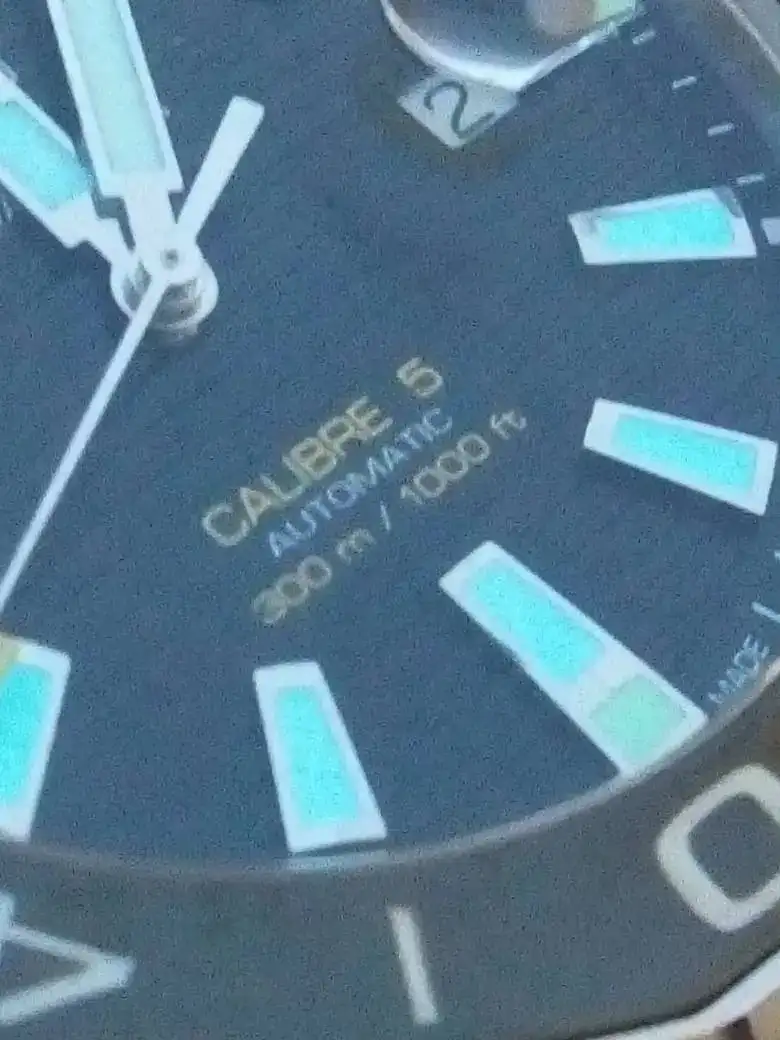 2
CALIBRE 5
AUTOMATIC
300 m / 1000 ft
MADE